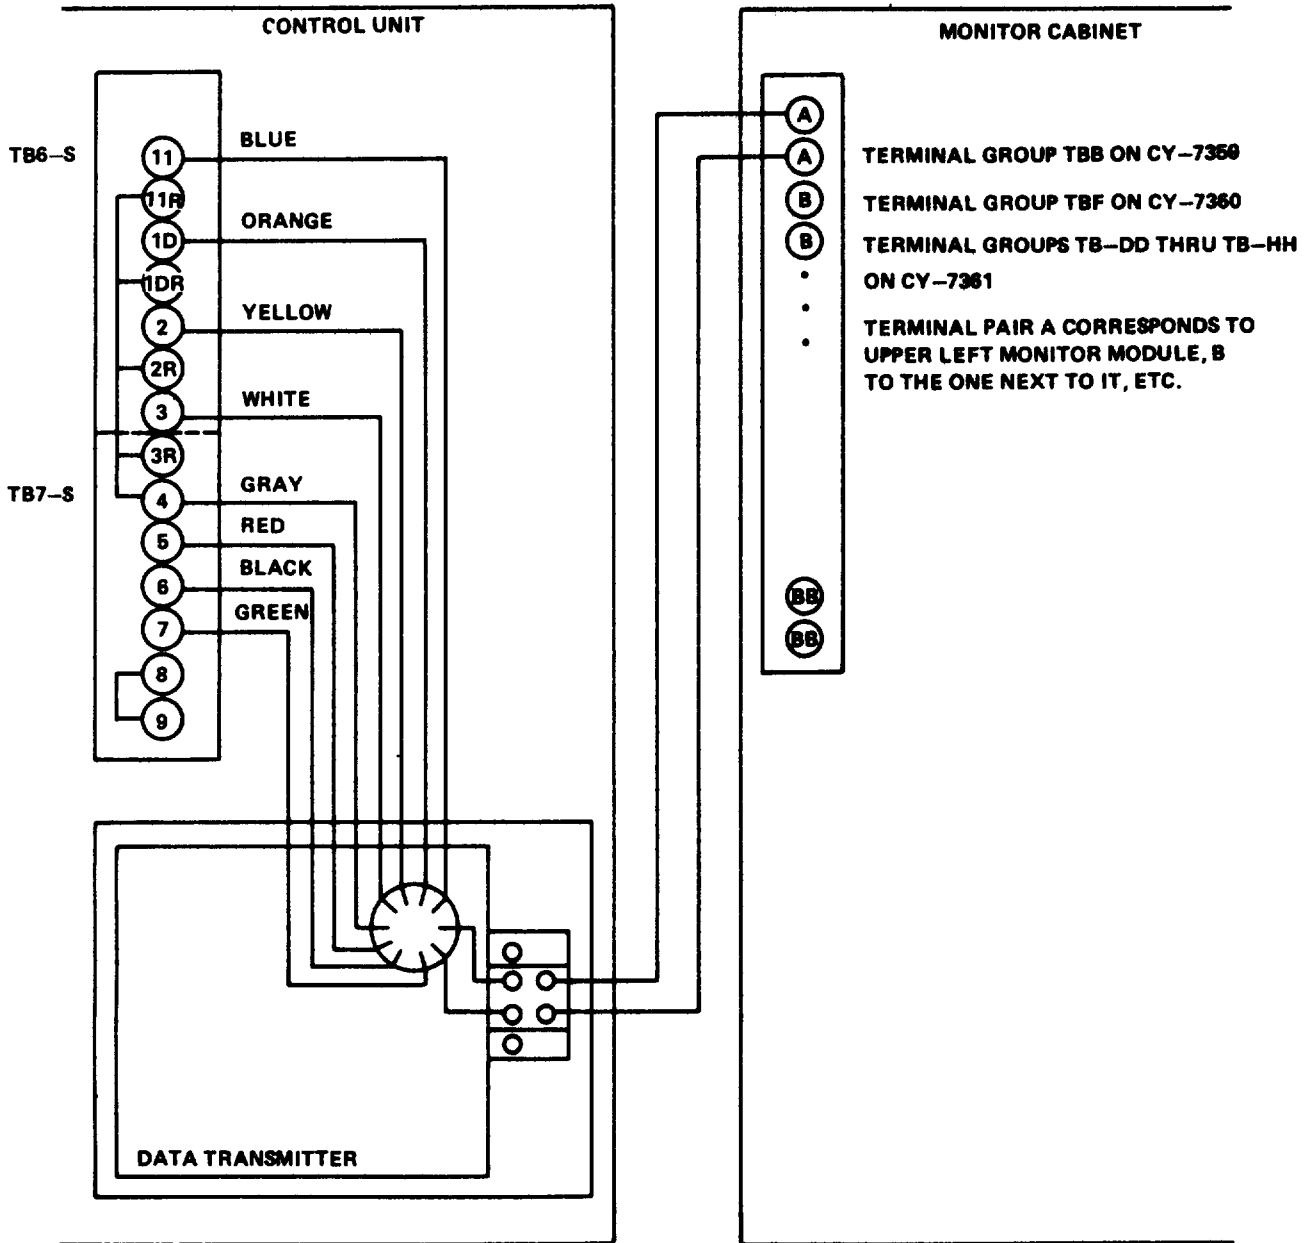 CONTROL UNIT
TB6-S
11
BLUE
11R
1D
ORANGE
1DR
2
YELLOW
2R
3
WHITE
3R
TB7-S
4
GRAY
5
RED
6
BLACK
7
GREEN
8
9
DATA TRANSMITTER
MONITOR CABINET
A
A
B
B
BB
BB
TERMINAL GROUP TBB ON CY-7359
TERMINAL GROUP TBF ON CY-7360
TERMINAL GROUPS TB-DD THRU TB-HH
ON CY-7361
TERMINAL PAIR A CORRESPONDS TO
UPPER LEFT MONITOR MODULE, B
TO THE ONE NEXT TO IT, ETC.